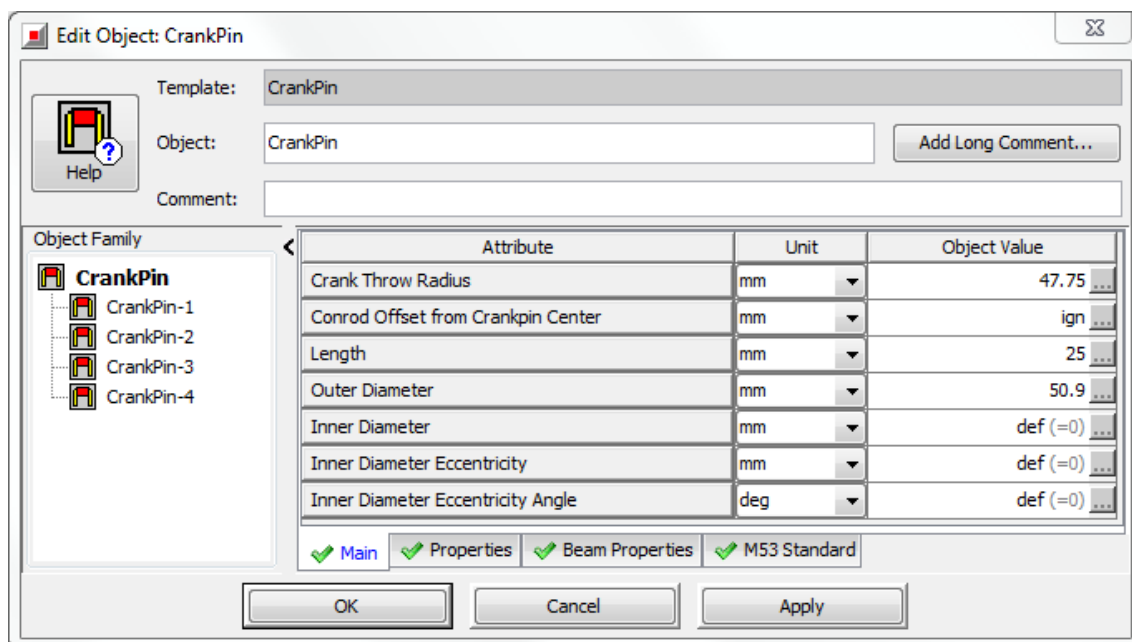 Edit Object: CrankPin
Template: CrankPin
Help
Object: CrankPin Add Long Comment...
Comment:
Object Family
CrankPin
CrankPin-1
CrankPin-2
CrankPin-3
CrankPin-4
Attribute Unit Object Value
Crank Throw Radius mm 47.75 ...
Conrod Offset from Crankpin Center mm ign ...
Length mm 25 ...
Outer Diameter mm 50.9 ...
Inner Diameter mm def (=0) ...
Inner Diameter Eccentricity mm def (=0) ...
Inner Diameter Eccentricity Angle deg def (=0) ...
Main Properties Beam Properties M53 Standard
OK Cancel Apply